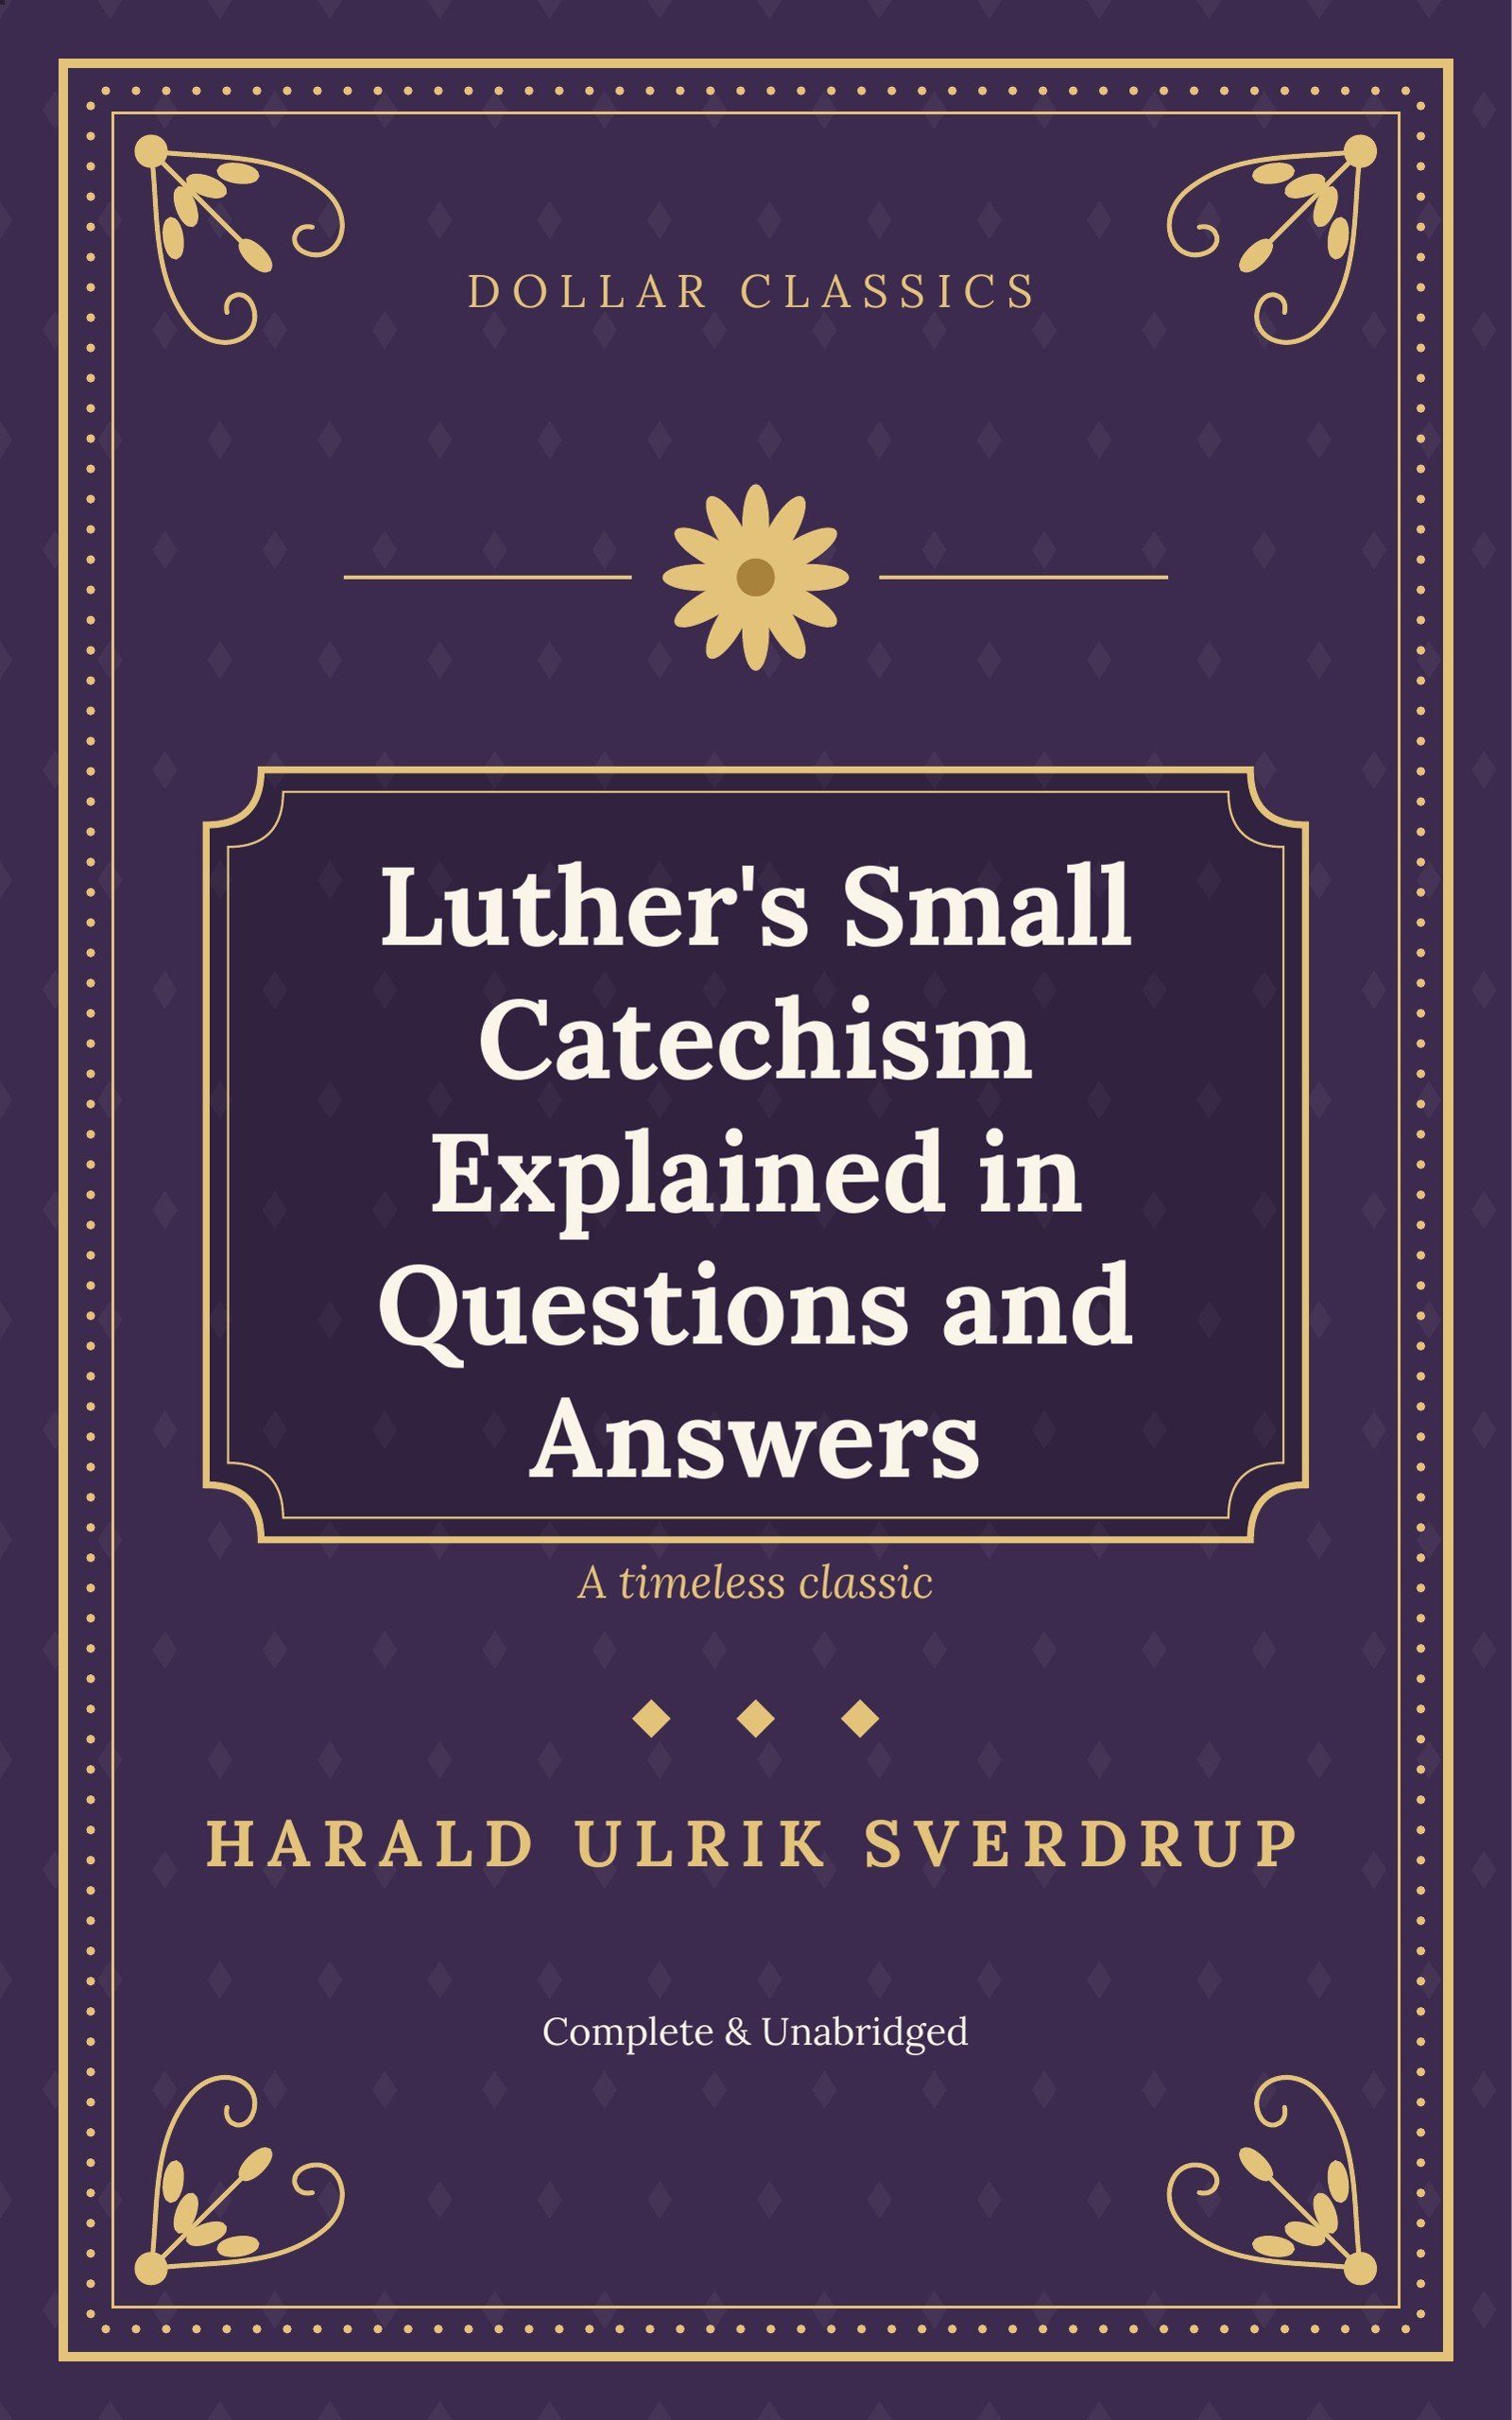 DOLLAR CLASSICS
Luther's Small
Catechism
Explained in
Questions and
Answers
A timeless classic
HARALD ULRIK SVERDRUP
Complete & Unabridged